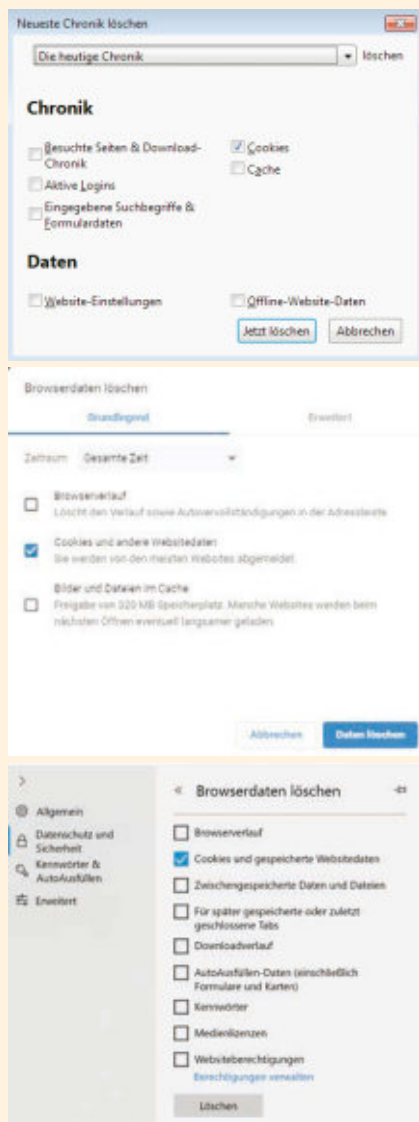 Neueste Chronik löschen
Die heutige Chronik löschen
Chronik
Besuchte Seiten & Download-
Chronik
Aktive Logins
Eingegebene Suchbegriffe &
Formulardaten
Cookies
Cache
Daten
Website-Einstellungen
Offline-Website-Daten
Jetzt löschen
Abbrechen
Browserdaten löschen
Grundlegend
Erweitert
Zeitraum Gesamte Zeit
Browserverlauf
Löscht den Verlauf sowie Autovervollständigungen in der Adressleiste
Cookies und andere Websitedaten
Sie werden von den meisten Websites abgemeldet.
Bilder und Dateien im Cache
Freigabe von 320 MB Speicherplatz. Manche Websites werden beim
nächsten Öffnen eventuell langsamer geladen.
Abbrechen
Daten löschen
Allgemein
Datenschutz und
Sicherheit
Kennwörter &
AutoAusfüllen
Erweitert
Browserdaten löschen
Browserverlauf
Cookies und gespeicherte Websitedaten
Zwischengespeicherte Daten und Dateien
Für später gespeicherte oder zuletzt
geschlossene Tabs
Downloadverlauf
AutoAusfüllen-Daten (einschließlich
Formulare und Karten)
Kennwörter
Medienlizenzen
Websiteberechtigungen
Berechtigungen verwalten
Löschen